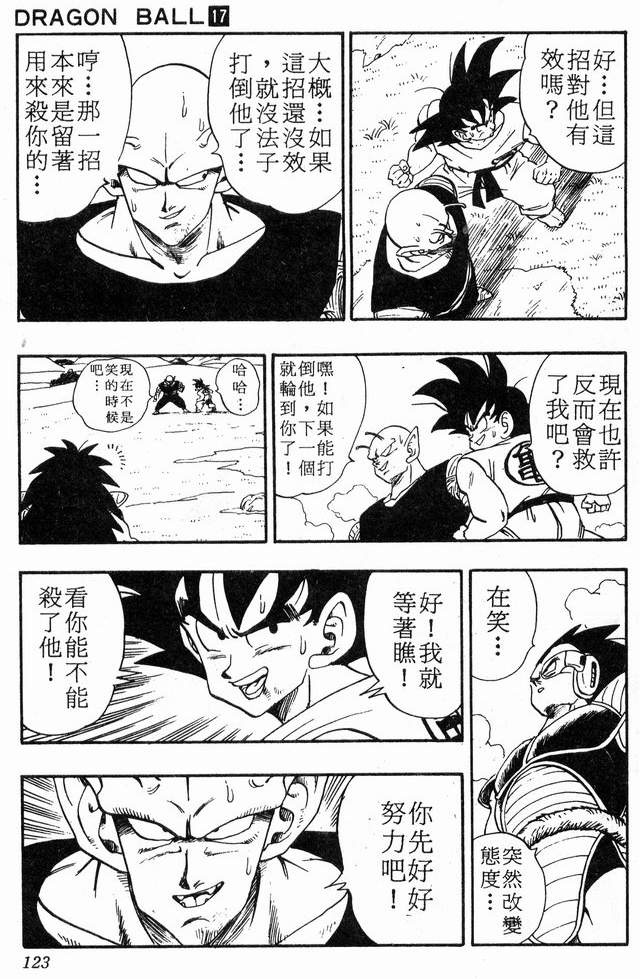 DRAGON BALL 17
好…但這
招對他有
效嗎？
大概…如果
這招還沒效
，就沒法子
打倒他了…
哼…那一招
本來是留著
用來殺你的…
現在也許
反而會救
了我吧？
嘿！如果能打
倒他，下一個
就輪到
你了！
哈哈…
現在不是
笑的時候
吧…
在笑…
突然改變
態度…
好！我就
等著瞧！
看你能不能
殺了他！
龜
你先好好
努力吧！
123